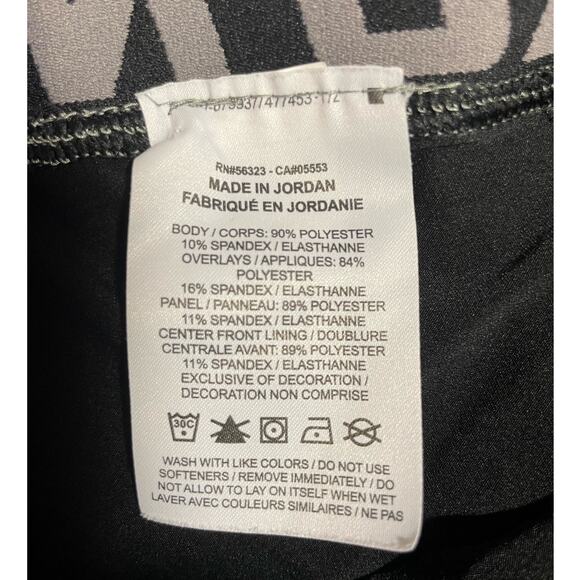 RN#56323 - CA#05553
MADE IN JORDAN
FABRIQUÉ EN JORDANIE
BODY / CORPS: 90% POLYESTER
10% SPANDEX / ELASTHANNE
OVERLAYS / APPLIQUES: 84%
POLYESTER
16% SPANDEX / ELASTHANNE
PANEL / PANNEAU: 89% POLYESTER
11% SPANDEX / ELASTHANNE
CENTER FRONT LINING / DOUBLURE
CENTRALE AVANT: 89% POLYESTER
11% SPANDEX / ELASTHANNE
EXCLUSIVE OF DECORATION /
DECORATION NON COMPRISE
30C
WASH WITH LIKE COLORS / DO NOT USE
SOFTENERS / REMOVE IMMEDIATELY / DO
NOT ALLOW TO LAY ON ITSELF WHEN WET
LAVER AVEC COULEURS SIMILAIRES / NE PAS